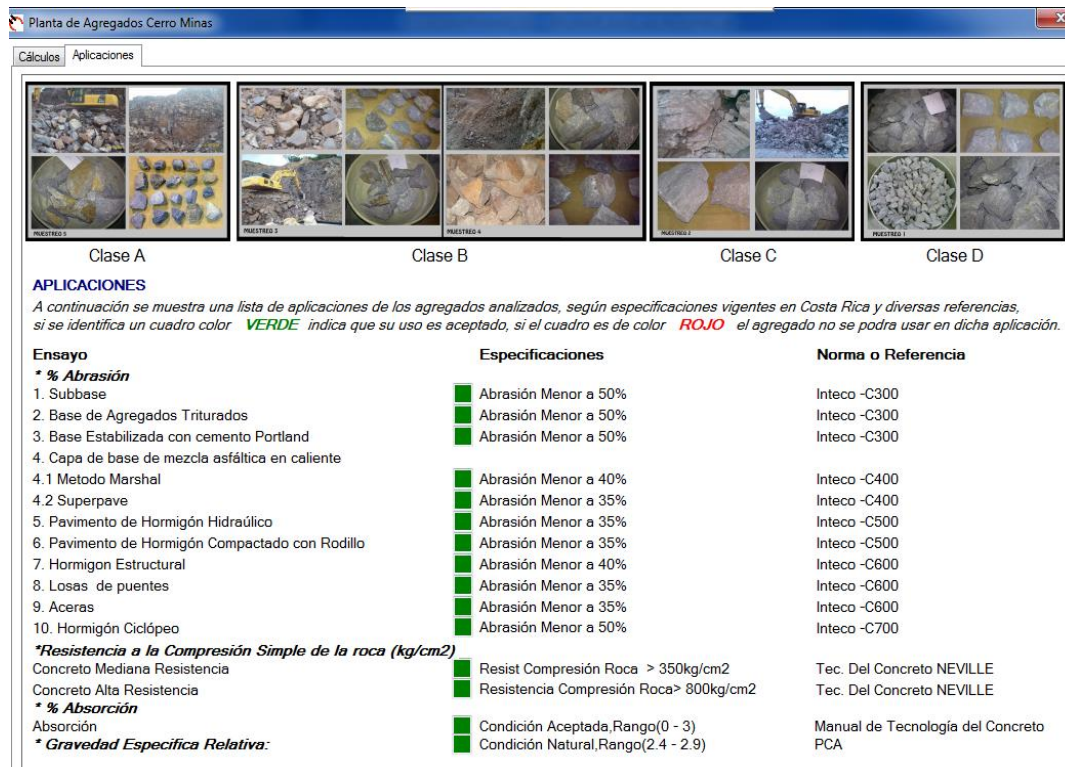 Planta de Agregados Cerro Minas
Cálculos Aplicaciones
MUESTREO 5 MUESTREO 3 MUESTREO 4 MUESTREO 2 MUESTREO 1
Clase A Clase B Clase C Clase D
APLICACIONES
A continuación se muestra una lista de aplicaciones de los agregados analizados, según especificaciones vigentes en Costa Rica y diversas referencias,
si se identifica un cuadro color VERDE indica que su uso es aceptado, si el cuadro es de color ROJO el agregado no se podra usar en dicha aplicación.
Ensayo Especificaciones Norma o Referencia
* % Abrasión
1. Subbase Abrasión Menor a 50% Inteco -C300
2. Base de Agregados Triturados Abrasión Menor a 50% Inteco -C300
3. Base Estabilizada con cemento Portland Abrasión Menor a 50% Inteco -C300
4. Capa de base de mezcla asfáltica en caliente
4.1 Metodo Marshal Abrasión Menor a 40% Inteco -C400
4.2 Superpave Abrasión Menor a 35% Inteco -C400
5. Pavimento de Hormigón Hidraúlico Abrasión Menor a 35% Inteco -C500
6. Pavimento de Hormigón Compactado con Rodillo Abrasión Menor a 35% Inteco -C500
7. Hormigon Estructural Abrasión Menor a 40% Inteco -C600
8. Losas de puentes Abrasión Menor a 35% Inteco -C600
9. Aceras Abrasión Menor a 35% Inteco -C600
10. Hormigón Ciclópeo Abrasión Menor a 50% Inteco -C700
*Resistencia a la Compresión Simple de la roca (kg/cm2)
Concreto Mediana Resistencia Resist Compresión Roca > 350kg/cm2 Tec. Del Concreto NEVILLE
Concreto Alta Resistencia Resistencia Compresión Roca> 800kg/cm2 Tec. Del Concreto NEVILLE
* % Absorción
Absorción Condición Aceptada,Rango(0 - 3) Manual de Tecnología del Concreto
* Gravedad Especifica Relativa: Condición Natural,Rango(2.4 - 2.9) PCA